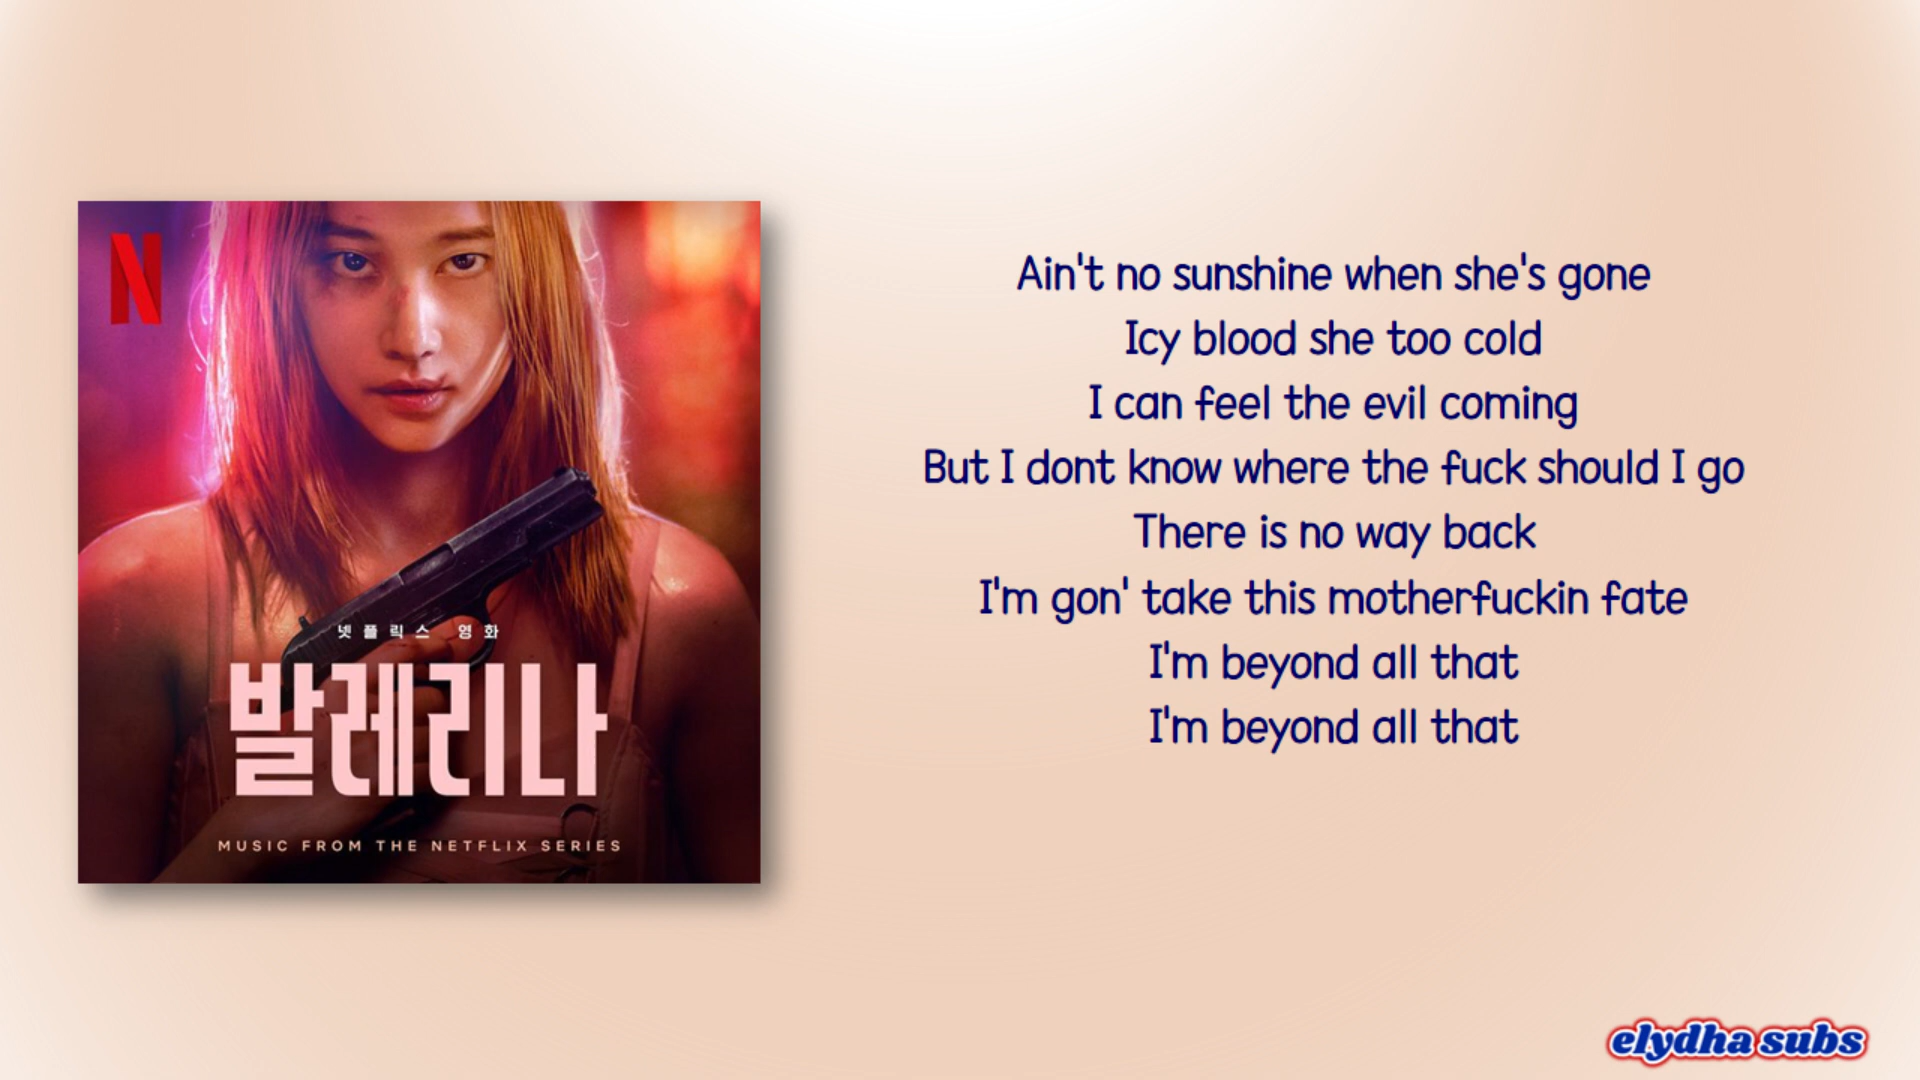 N
넷플릭스 영화
발레리나
MUSIC FROM THE NETFLIX SERIES
Ain't no sunshine when she's gone
Icy blood she too cold
I can feel the evil coming
But I dont know where the fuck should I go
There is no way back
I'm gon' take this motherfuckin fate
I'm beyond all that
I'm beyond all that
elydha subs